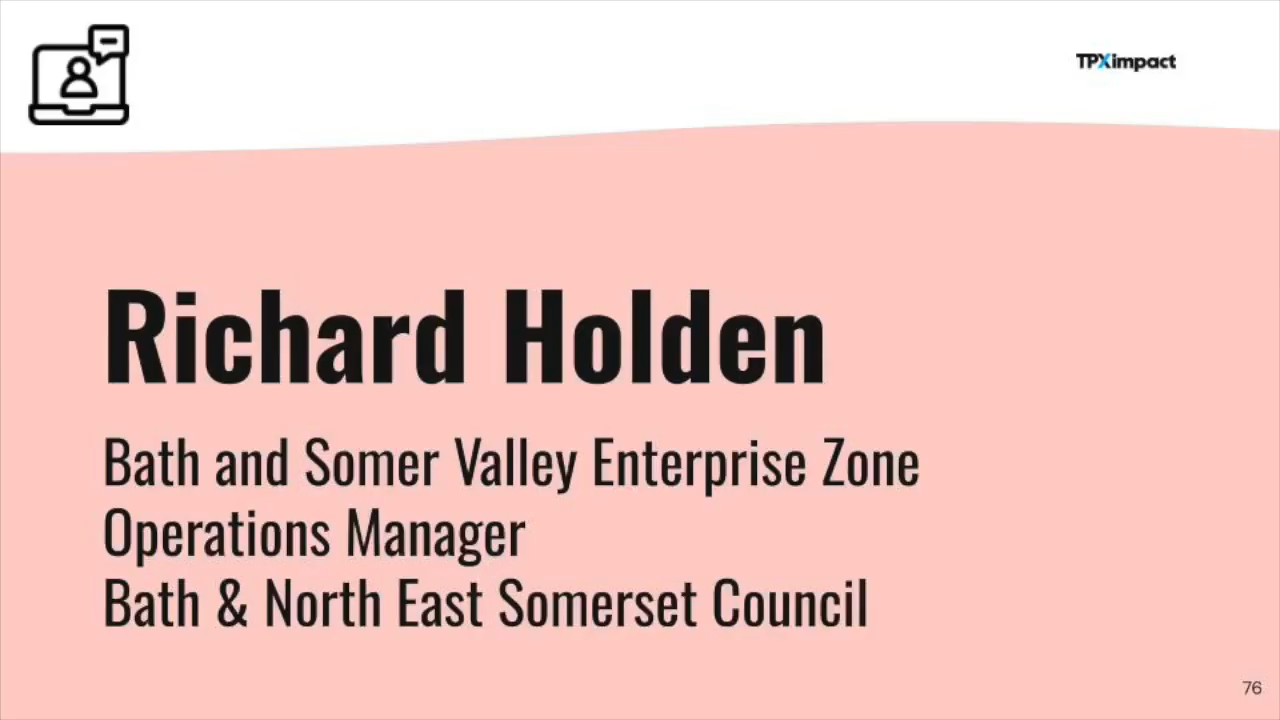 TPXimpact
Richard Holden
Bath and Somer Valley Enterprise Zone
Operations Manager
Bath & North East Somerset Council
76